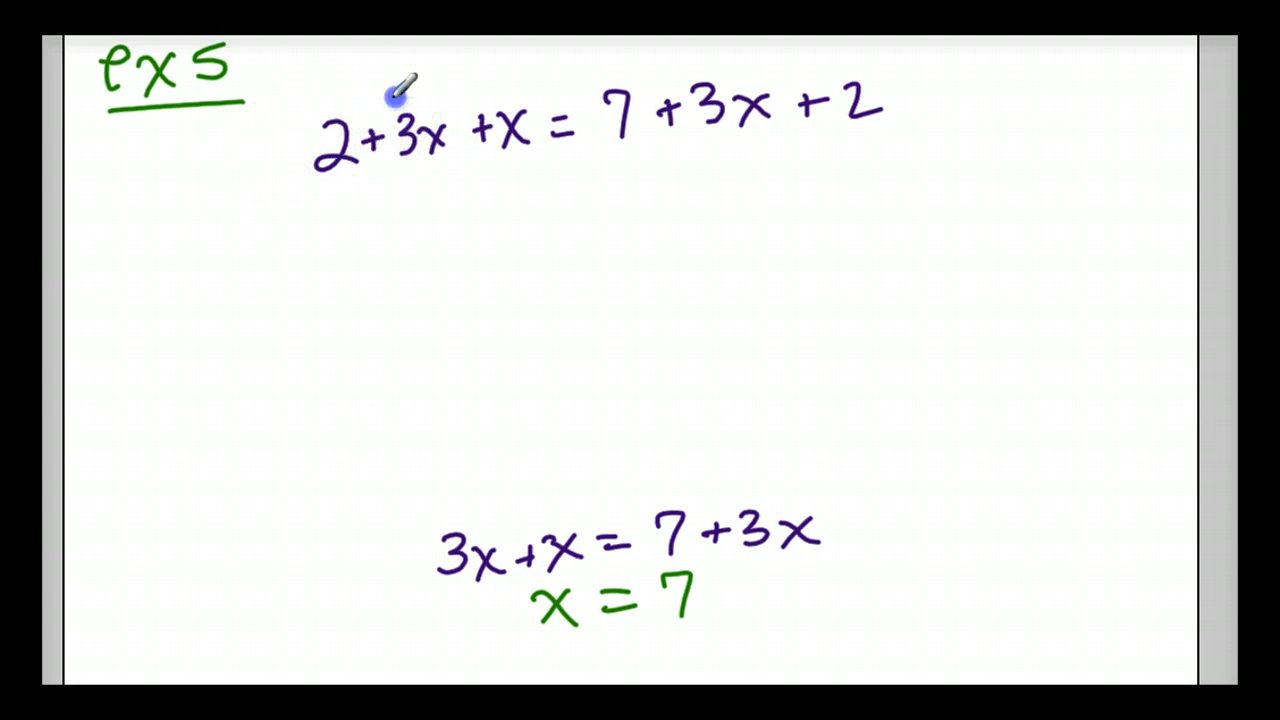 ex 5
2+3x +x = 7 +3x +2
3x+x = 7+3x
x = 7